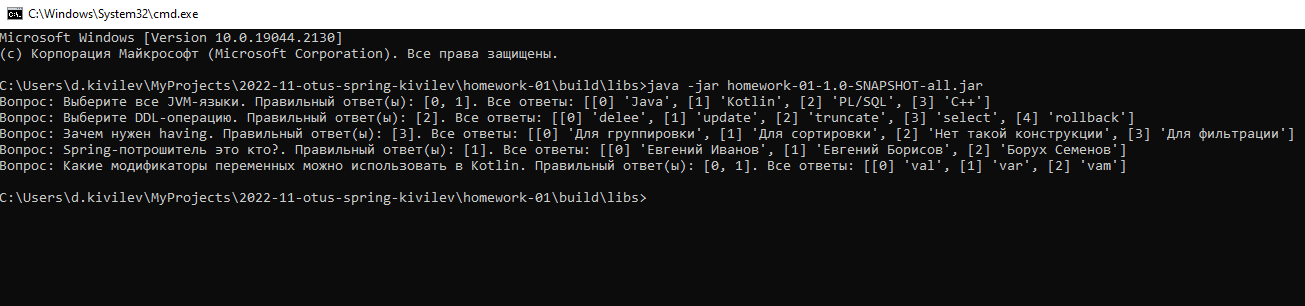 C:\Windows\System32\cmd.exe
Microsoft Windows [Version 10.0.19044.2130]
(c) Корпорация Майкрософт (Microsoft Corporation). Все права защищены.
C:\Users\d.kivilev\MyProjects\2022-11-otus-spring-kivilev\homework-01\build\libs>java -jar homework-01-1.0-SNAPSHOT-all.jar
Вопрос: Выберите все JVM-языки. Правильный ответ(ы): [0, 1]. Все ответы: [[0] 'Java', [1] 'Kotlin', [2] 'PL/SQL', [3] 'C++']
Вопрос: Выберите DDL-операцию. Правильный ответ(ы): [2]. Все ответы: [[0] 'delee', [1] 'update', [2] 'truncate', [3] 'select', [4] 'rollback']
Вопрос: Зачем нужен having. Правильный ответ(ы): [3]. Все ответы: [[0] 'Для группировки', [1] 'Для сортировки', [2] 'Нет такой конструкции', [3] 'Для фильтрации']
Вопрос: Spring-потрошитель это кто?. Правильный ответ(ы): [1]. Все ответы: [[0] 'Евгений Иванов', [1] 'Евгений Борисов', [2] 'Борух Семенов']
Вопрос: Какие модификаторы переменных можно использовать в Kotlin. Правильный ответ(ы): [0, 1]. Все ответы: [[0] 'val', [1] 'var', [2] 'vam']
C:\Users\d.kivilev\MyProjects\2022-11-otus-spring-kivilev\homework-01\build\libs>